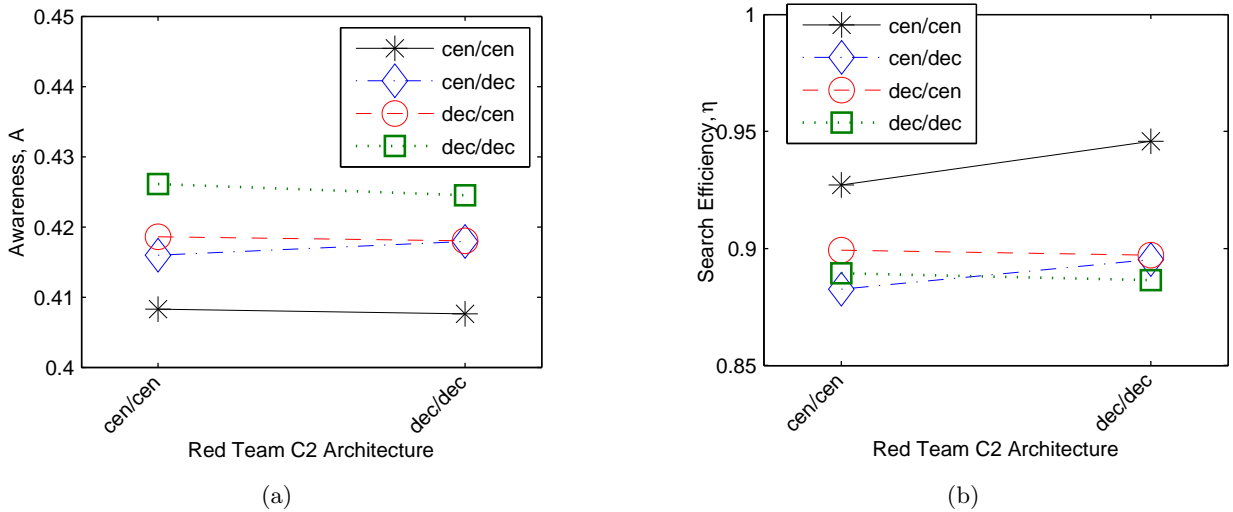 0.45
0.44
0.43
0.42
0.41
0.4
Awareness, A
cen/cen
cen/dec
dec/cen
dec/dec
cen/cen
dec/dec
Red Team C2 Architecture
(a)
1
0.95
0.9
0.85
Search Efficiency, η
cen/cen
cen/dec
dec/cen
dec/dec
cen/cen
dec/dec
Red Team C2 Architecture
(b)